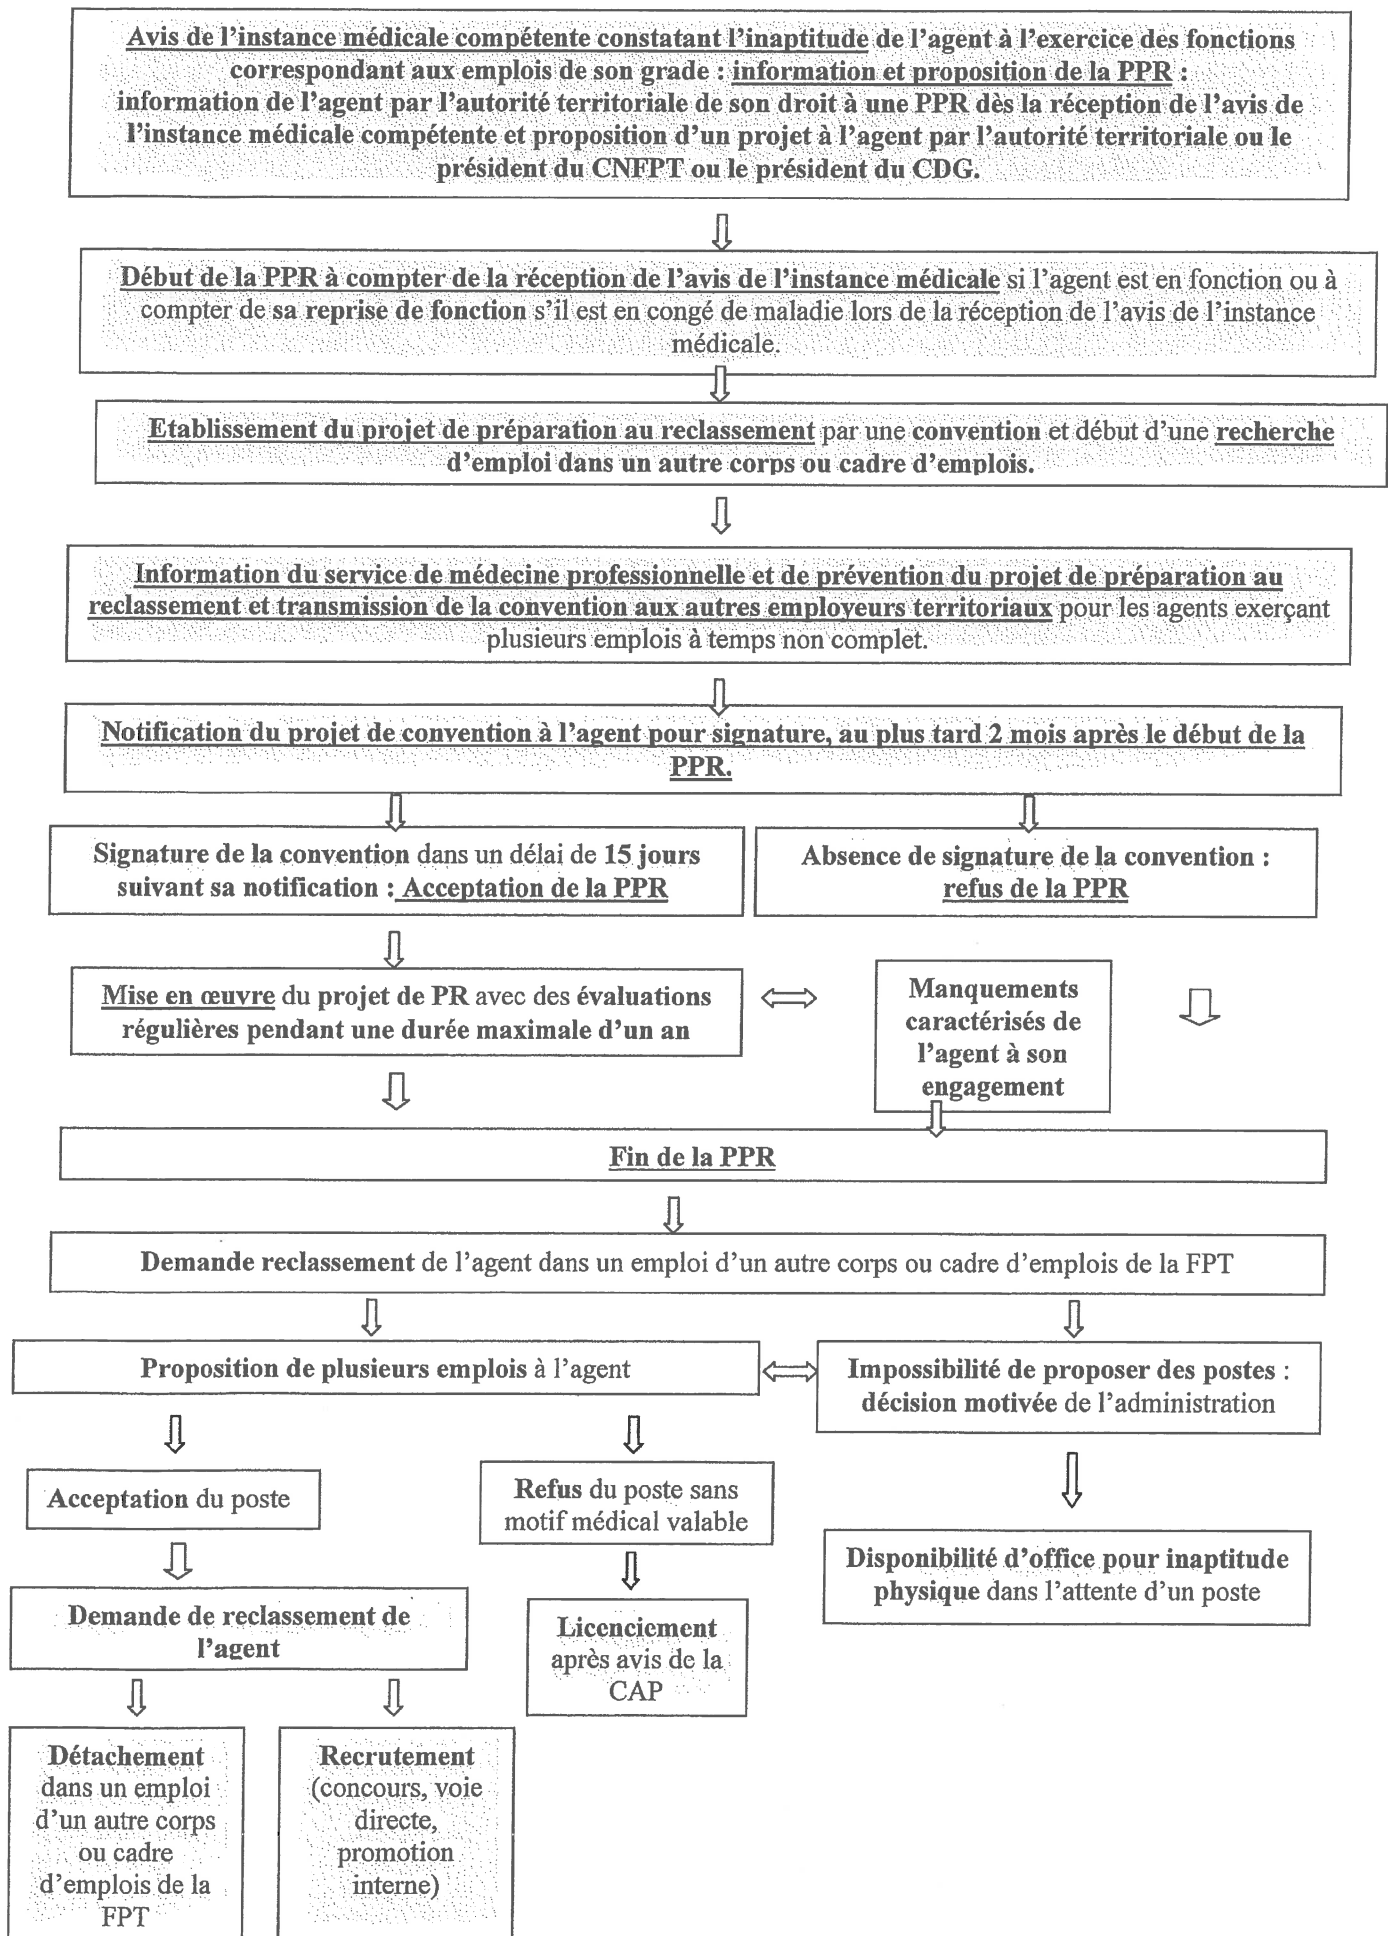 Avis de l'instance médicale compétente constatant l'inaptitude de l'agent à l'exercice des fonctions
correspondant aux emplois de son grade : information et proposition de la PPR :
information de l'agent par l'autorité territoriale de son droit à une PPR dès la réception de l'avis de
l'instance médicale compétente et proposition d'un projet à l'agent par l'autorité territoriale ou le
président du CNFPT ou le président du CDG.
Début de la PPR à compter de la réception de l'avis de l'instance médicale si l'agent est en fonction ou à
compter de sa reprise de fonction s'il est en congé de maladie lors de la réception de l'avis de l'instance
médicale.
Etablissement du projet de préparation au reclassement par une convention et début d'une recherche
d'emploi dans un autre corps ou cadre d'emplois.
Information du service de médecine professionnelle et de prévention du projet de préparation au
reclassement et transmission de la convention aux autres employeurs territoriaux pour les agents exerçant
plusieurs emplois à temps non complet.
Notification du projet de convention à l'agent pour signature, au plus tard 2 mois après le début de la
PPR.
Signature de la convention dans un délai de 15 jours
suivant sa notification : Acceptation de la PPR
Absence de signature de la convention :
refus de la PPR
Mise en œuvre du projet de PR avec des évaluations
régulières pendant une durée maximale d'un an
Manquements
caractérisés de
l'agent à son
engagement
Fin de la PPR
Demande reclassement de l'agent dans un emploi d'un autre corps ou cadre d'emplois de la FPT
Proposition de plusieurs emplois à l'agent
Impossibilité de proposer des postes :
décision motivée de l'administration
Acceptation du poste
Refus du poste sans
motif médical valable
Disponibilité d'office pour inaptitude
physique dans l'attente d'un poste
Demande de reclassement de
l'agent
Licenciement
après avis de la
CAP
Détachement
dans un emploi
d'un autre corps
ou cadre
d'emplois de la
FPT
Recrutement
(concours, voie
directe,
promotion
interne)